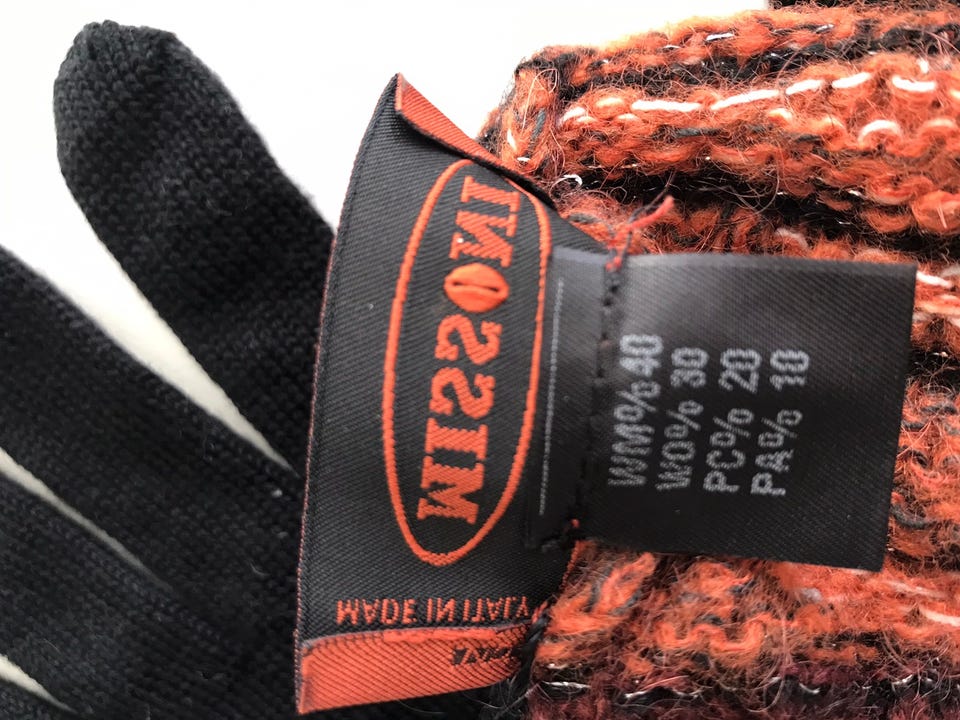 MISSONI
MADE IN ITALY
WM%40
WO% 30
PC% 20
PA% 10